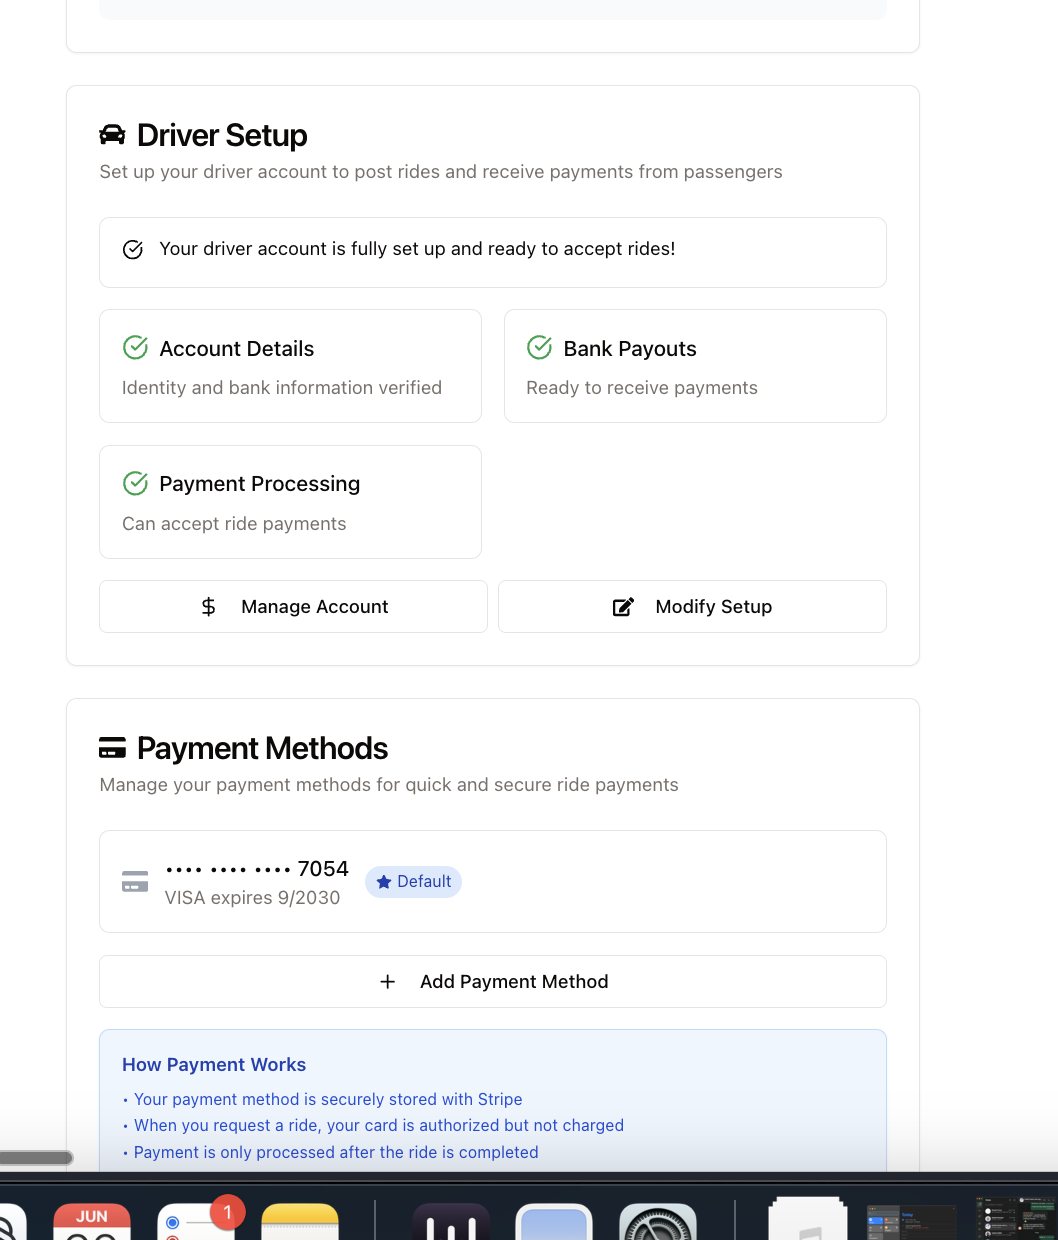 Driver Setup
Set up your driver account to post rides and receive payments from passengers
Your driver account is fully set up and ready to accept rides!
Account Details
Identity and bank information verified
Bank Payouts
Ready to receive payments
Payment Processing
Can accept ride payments
$ Manage Account
Modify Setup
Payment Methods
Manage your payment methods for quick and secure ride payments
•••• •••• •••• 7054
VISA expires 9/2030
Default
+ Add Payment Method
How Payment Works
• Your payment method is securely stored with Stripe
• When you request a ride, your card is authorized but not charged
• Payment is only processed after the ride is completed
JUN
1